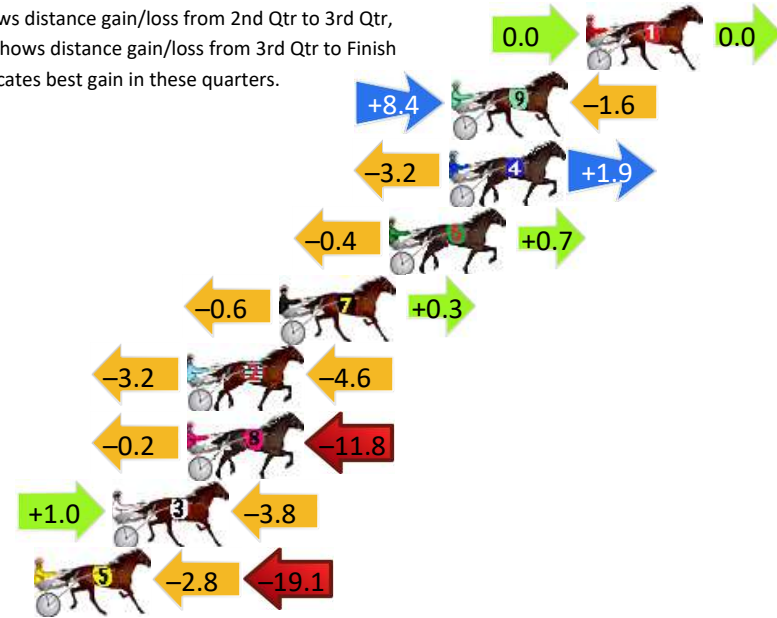 ws distance gain/loss from 2nd Qtr to 3rd Qtr,
hows distance gain/loss from 3rd Qtr to Finish
cates best gain in these quarters.
0.0 1 0.0
+8.4 9 –1.6
–3.2 4 +1.9
–0.4 6 +0.7
–0.6 7 +0.3
–3.2 2 –4.6
–0.2 8 –11.8
+1.0 3 –3.8
5 –2.8 –19.1